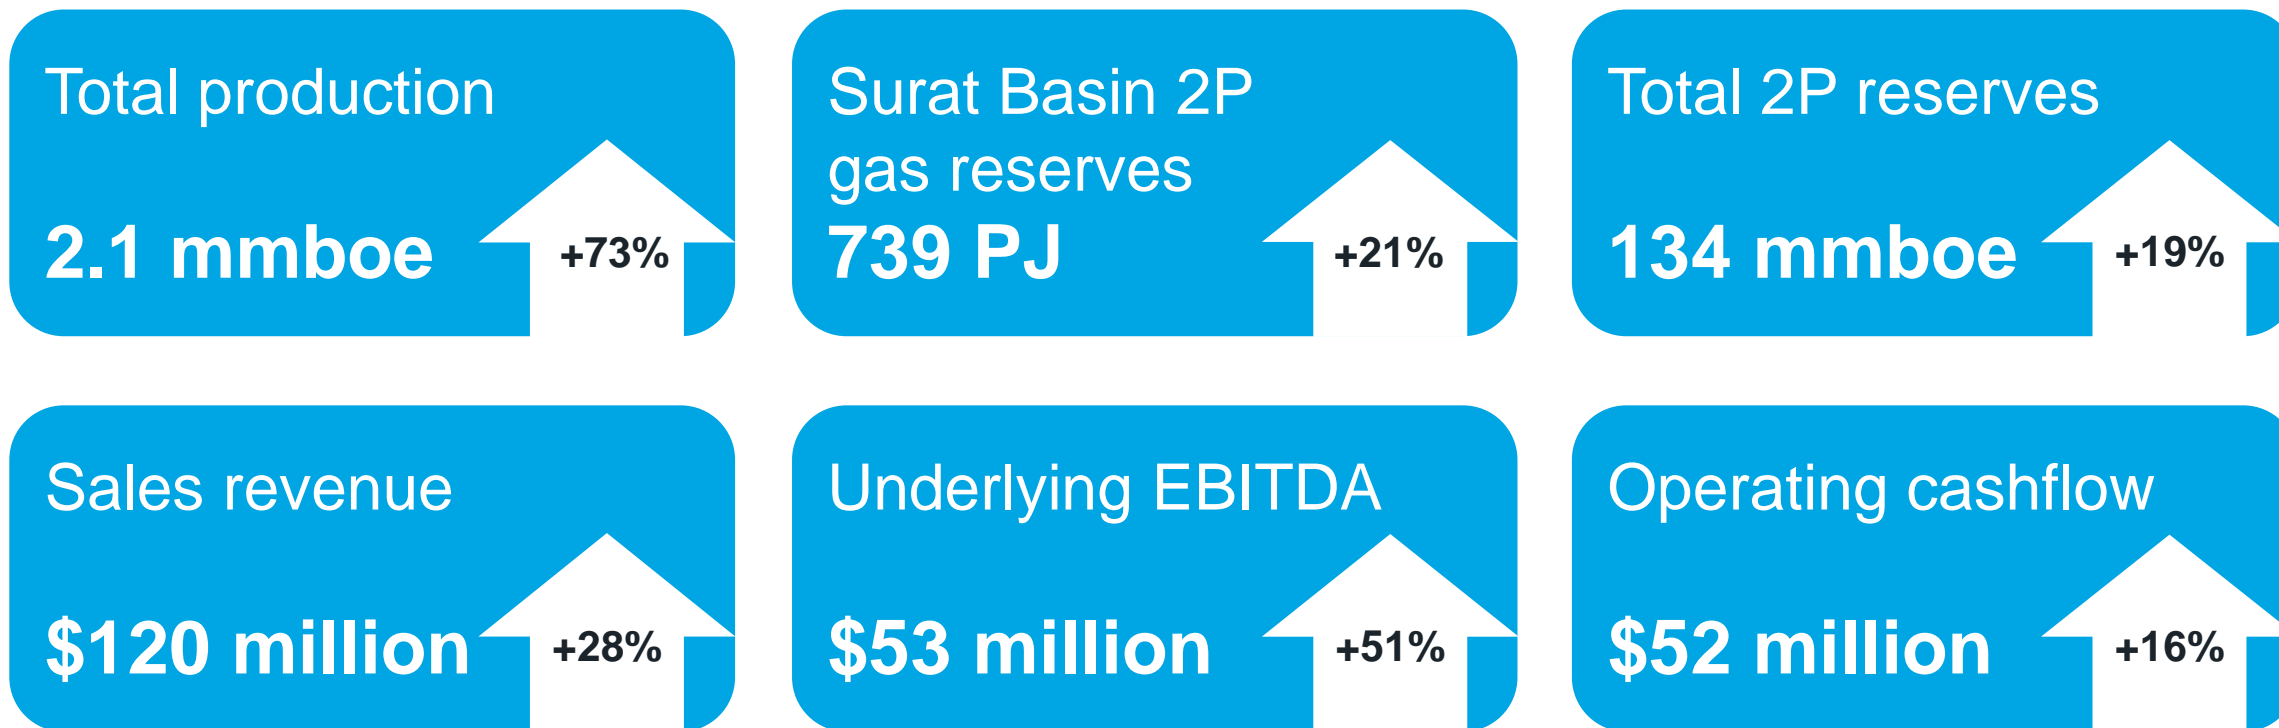 Total production
2.1 mmboe
+73%
Surat Basin 2P
gas reserves
739 PJ
+21%
Total 2P reserves
134 mmboe
+19%
Sales revenue
$120 million
+28%
Underlying EBITDA
$53 million
+51%
Operating cashflow
$52 million
+16%